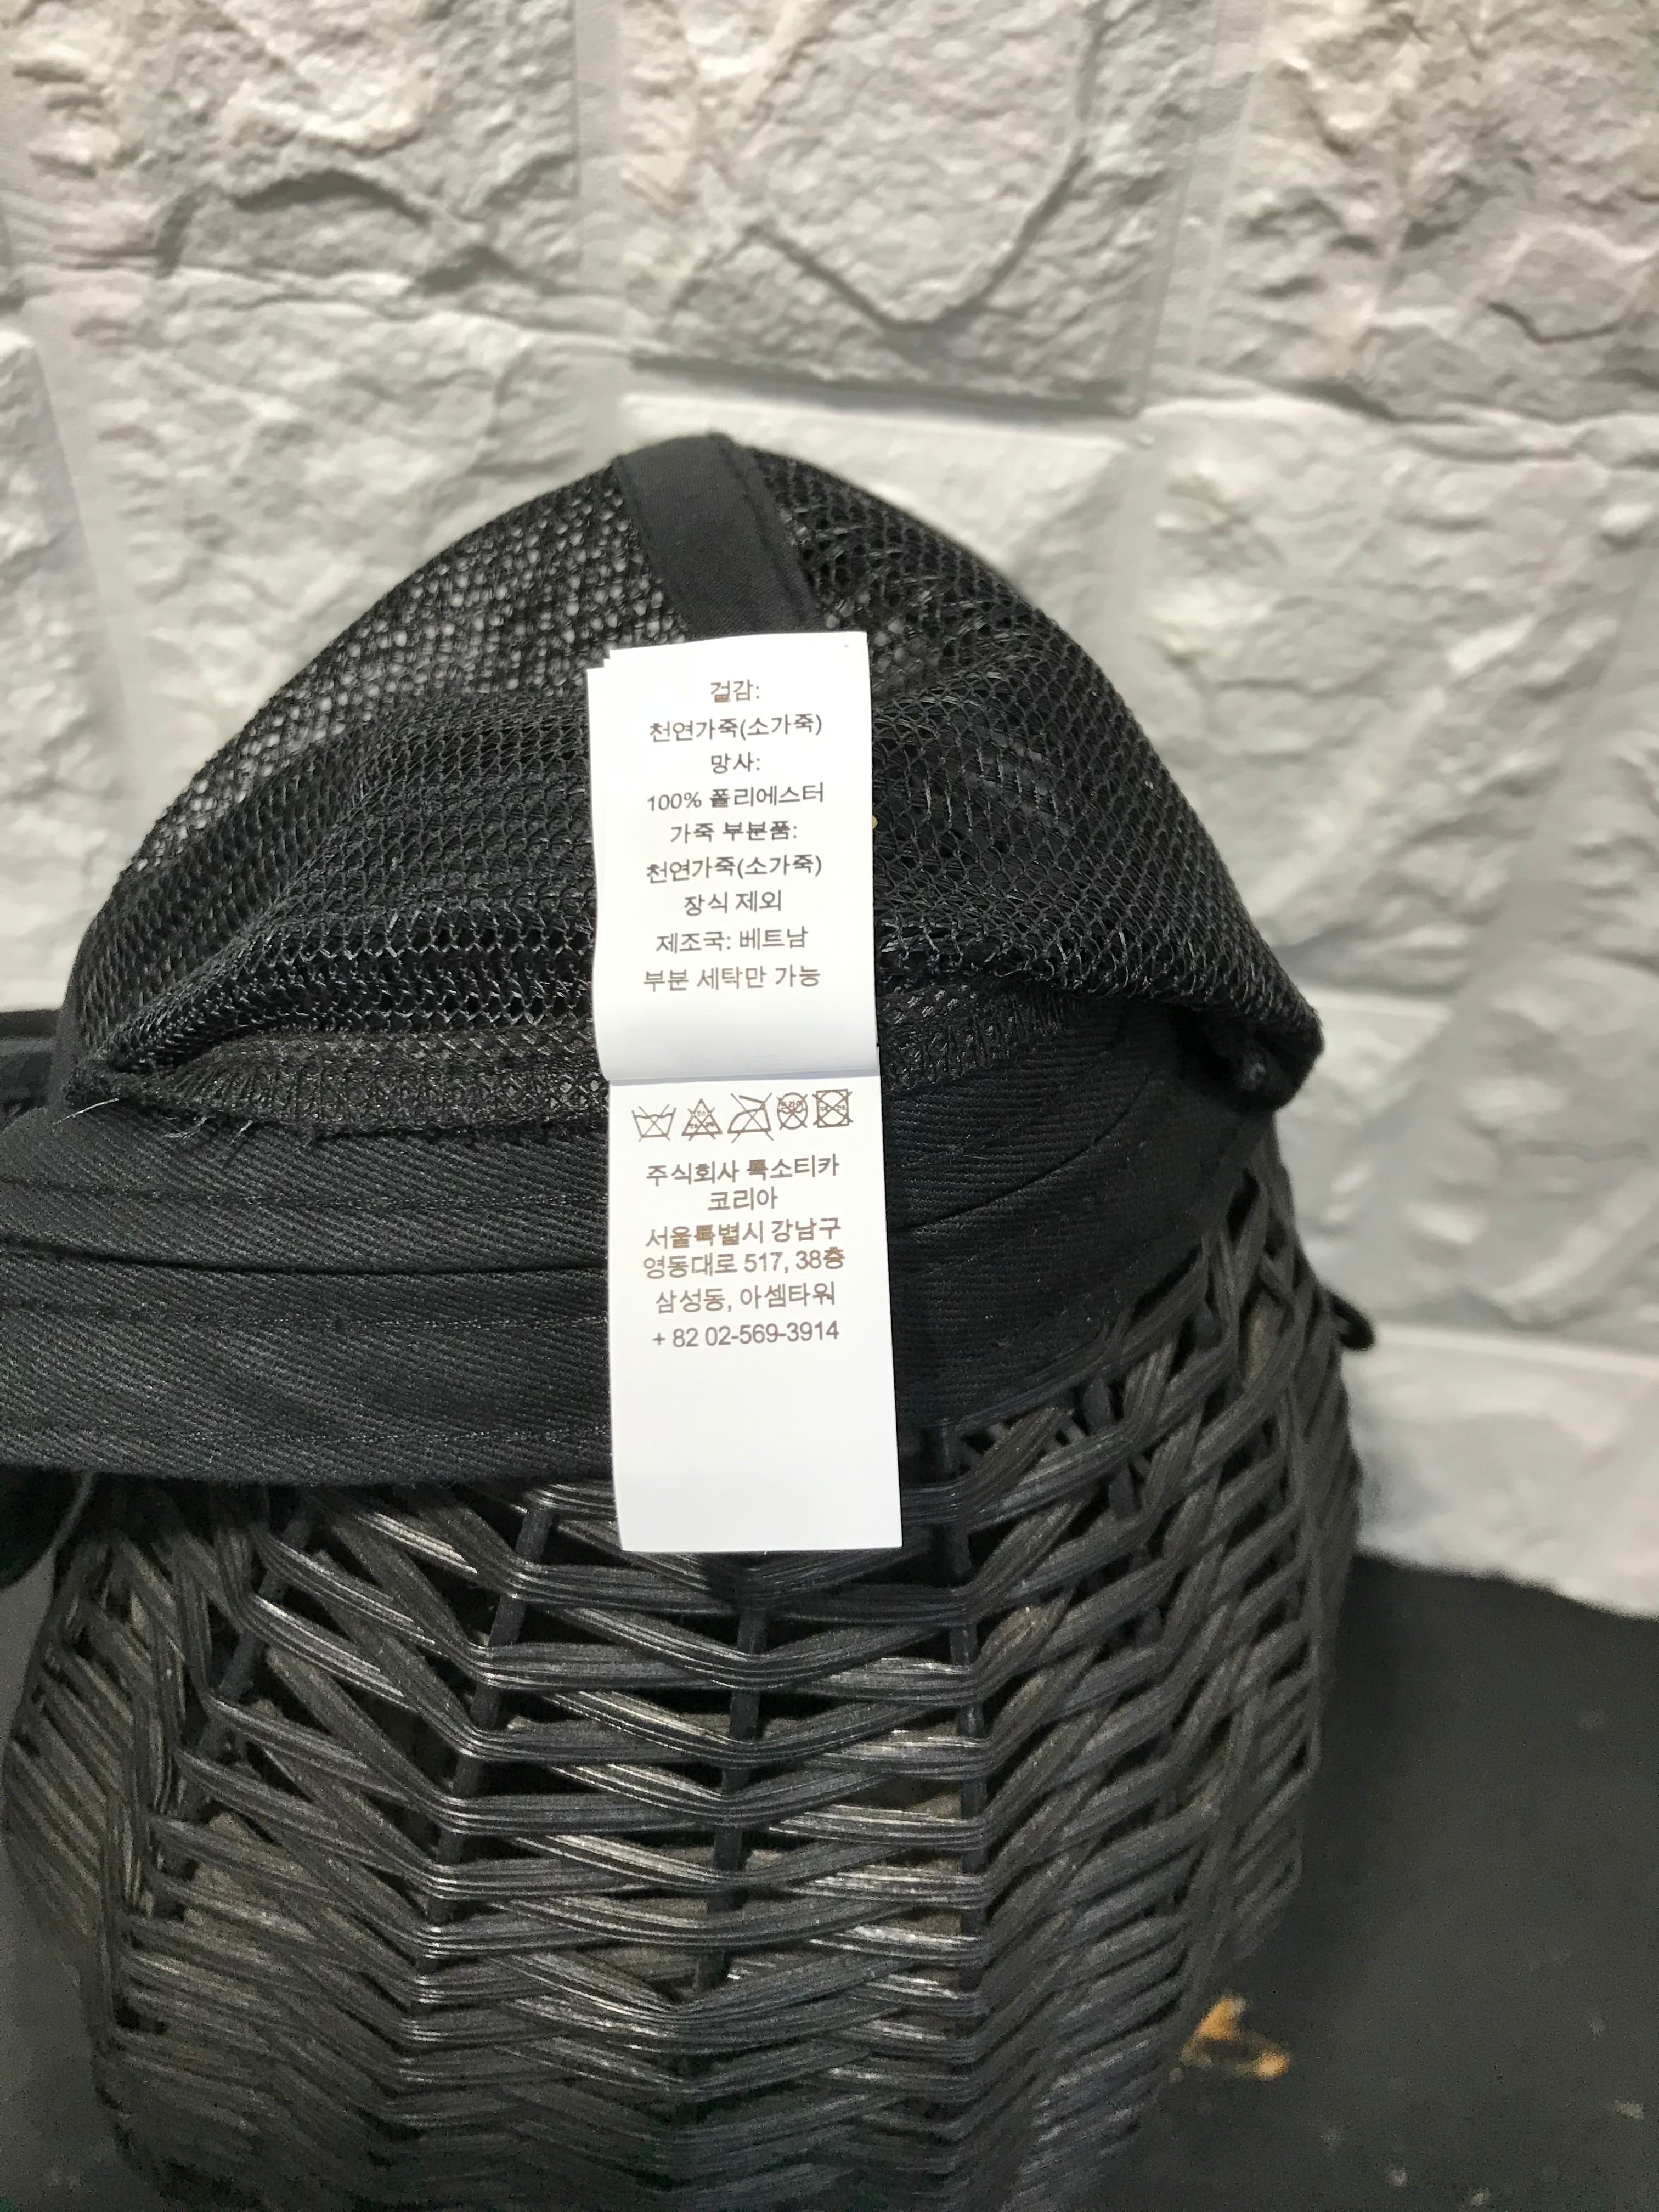 겉감:
천연가죽(소가죽)
망사:
100% 폴리에스터
가죽 부분품:
천연가죽(소가죽)
장식 제외
제조국: 베트남
부분 세탁만 가능
주식회사 룩소티카
코리아
서울특별시 강남구
영동대로 517, 38층
삼성동, 아셈타워
+ 82 02-569-3914